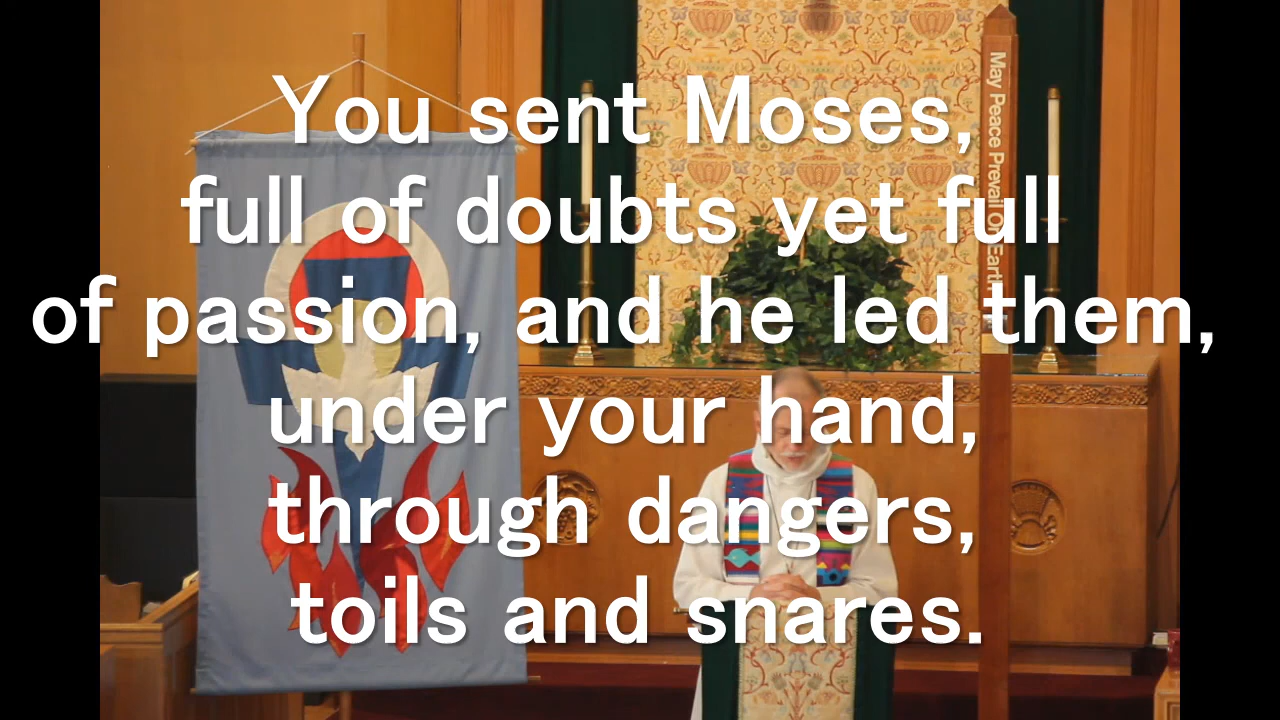 You sent Moses,
full of doubts yet full
of passion, and he led them,
under your hand,
through dangers,
toils and snares.
May Peace Prevail On Earth